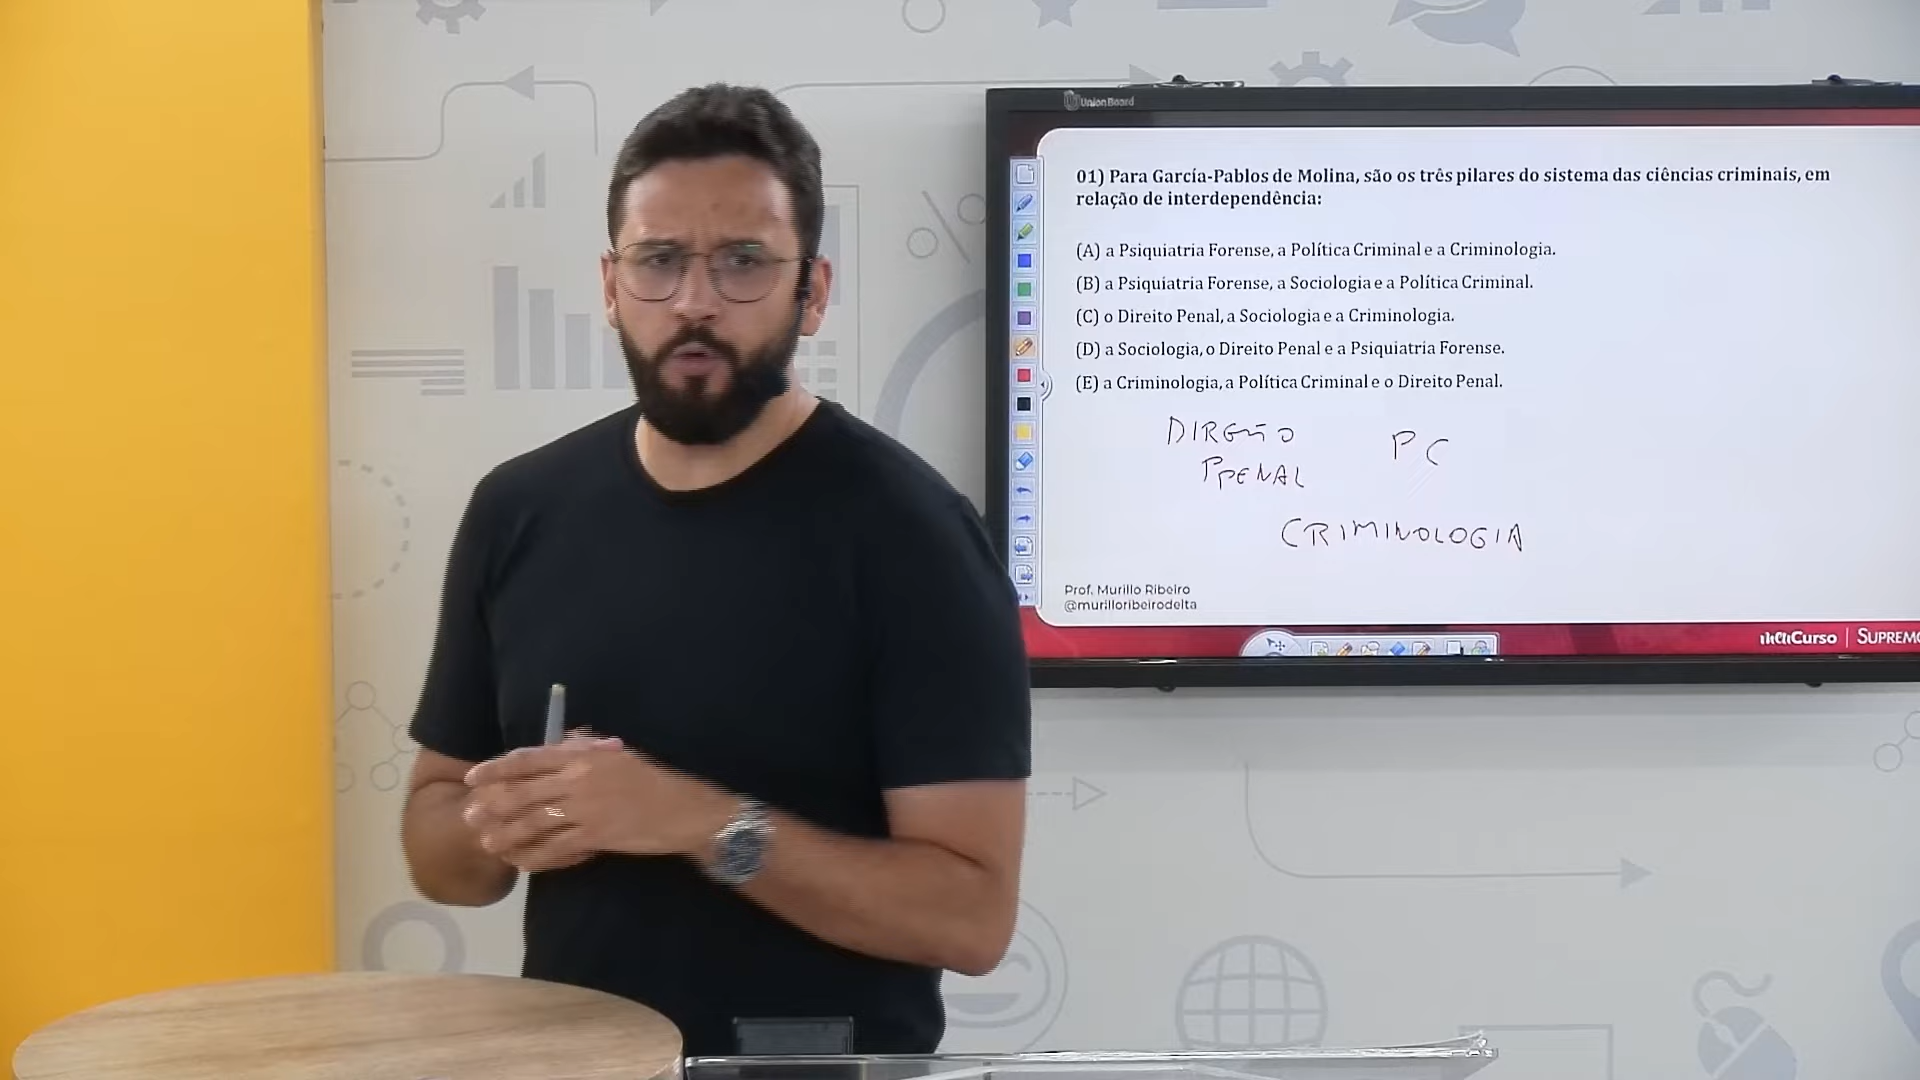 Union Board
01) Para García-Pablos de Molina, são os três pilares do sistema das ciências criminais, em
relação de interdependência:
(A) a Psiquiatria Forense, a Política Criminal e a Criminologia.
(B) a Psiquiatria Forense, a Sociologia e a Política Criminal.
(C) o Direito Penal, a Sociologia e a Criminologia.
(D) a Sociologia, o Direito Penal e a Psiquiatria Forense.
(E) a Criminologia, a Política Criminal e o Direito Penal.
PC
PPENAL
CRIMINOLOGIA
Prof. Murillo Ribeiro
@murilloribeirodelta
Curso | SUPREMO